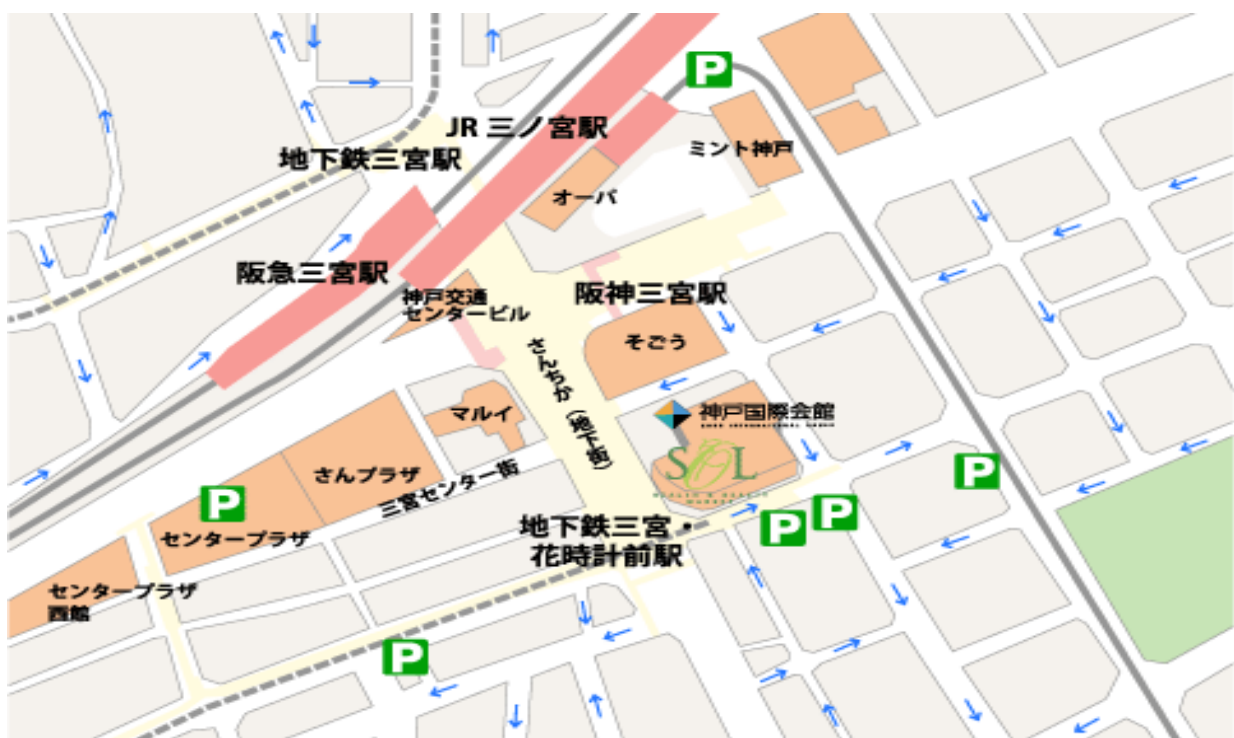 P
JR 三ノ宮駅
地下鉄三宮駅
ミント神戸
オーパ
阪急三宮駅
神戸交通
センタービル
阪神三宮駅
そごう
さんちか（地下街）
マルイ
神戸国際会館
SOL
さんプラザ
三宮センター街
P
P
センタープラザ
P
P
地下鉄三宮・
花時計前駅
センタープラザ
西館
P